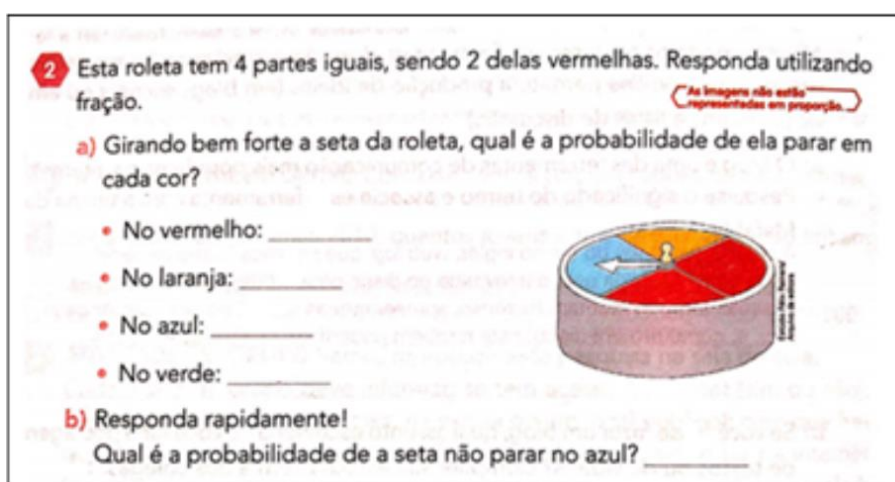 2 Esta roleta tem 4 partes iguais, sendo 2 delas vermelhas. Responda utilizando
fração.
As imagens não estão
representadas em proporção.
a) Girando bem forte a seta da roleta, qual é a probabilidade de ela parar em
cada cor?
• No vermelho: ________
• No laranja: ________
• No azul: ________
• No verde: ________
b) Responda rapidamente!
Qual é a probabilidade de a seta não parar no azul? ________